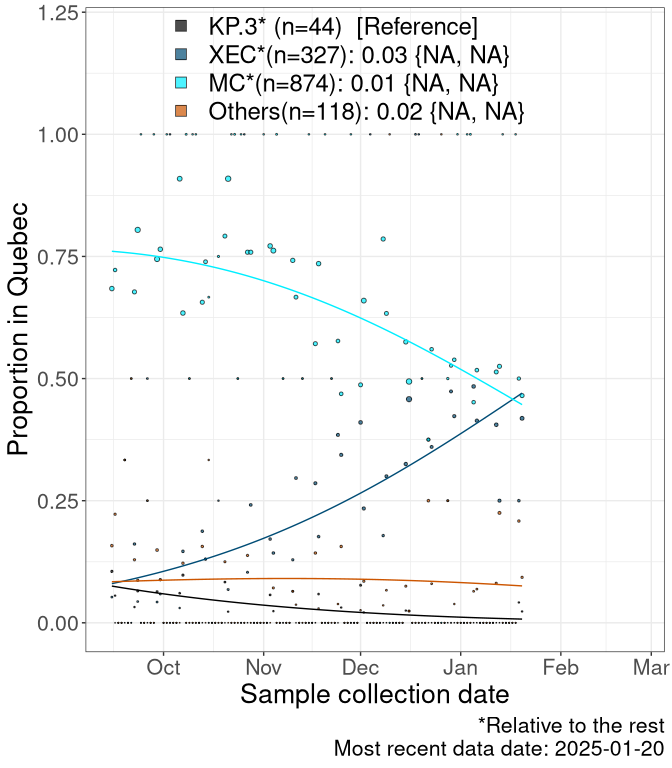 KP.3* (n=44)  [Reference]
XEC*(n=327): 0.03 {NA, NA}
MC*(n=874): 0.01 {NA, NA}
Others(n=118): 0.02 {NA, NA}
1.25
1.00
0.75
0.50
0.25
0.00
Proportion in Quebec
Oct Nov Dec Jan Feb Mar
Sample collection date
*Relative to the rest
Most recent data date: 2025-01-20